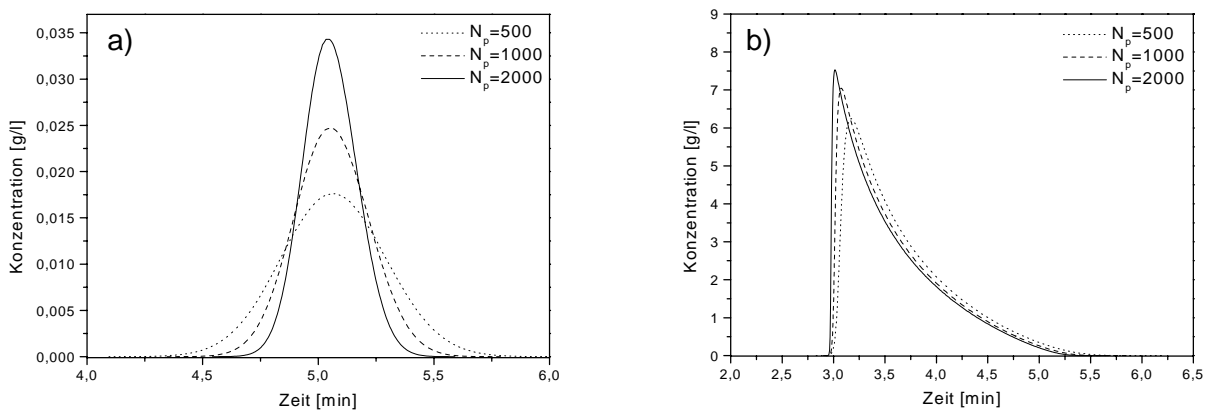 a)
N_p=500
N_p=1000
N_p=2000
Konzentration [g/l]
0,035
0,030
0,025
0,020
0,015
0,010
0,005
0,000
4,0 4,5 5,0 5,5 6,0
Zeit [min]
b)
N_p=500
N_p=1000
N_p=2000
Konzentration [g/l]
9
8
7
6
5
4
3
2
1
0
2,0 2,5 3,0 3,5 4,0 4,5 5,0 5,5 6,0 6,5
Zeit [min]